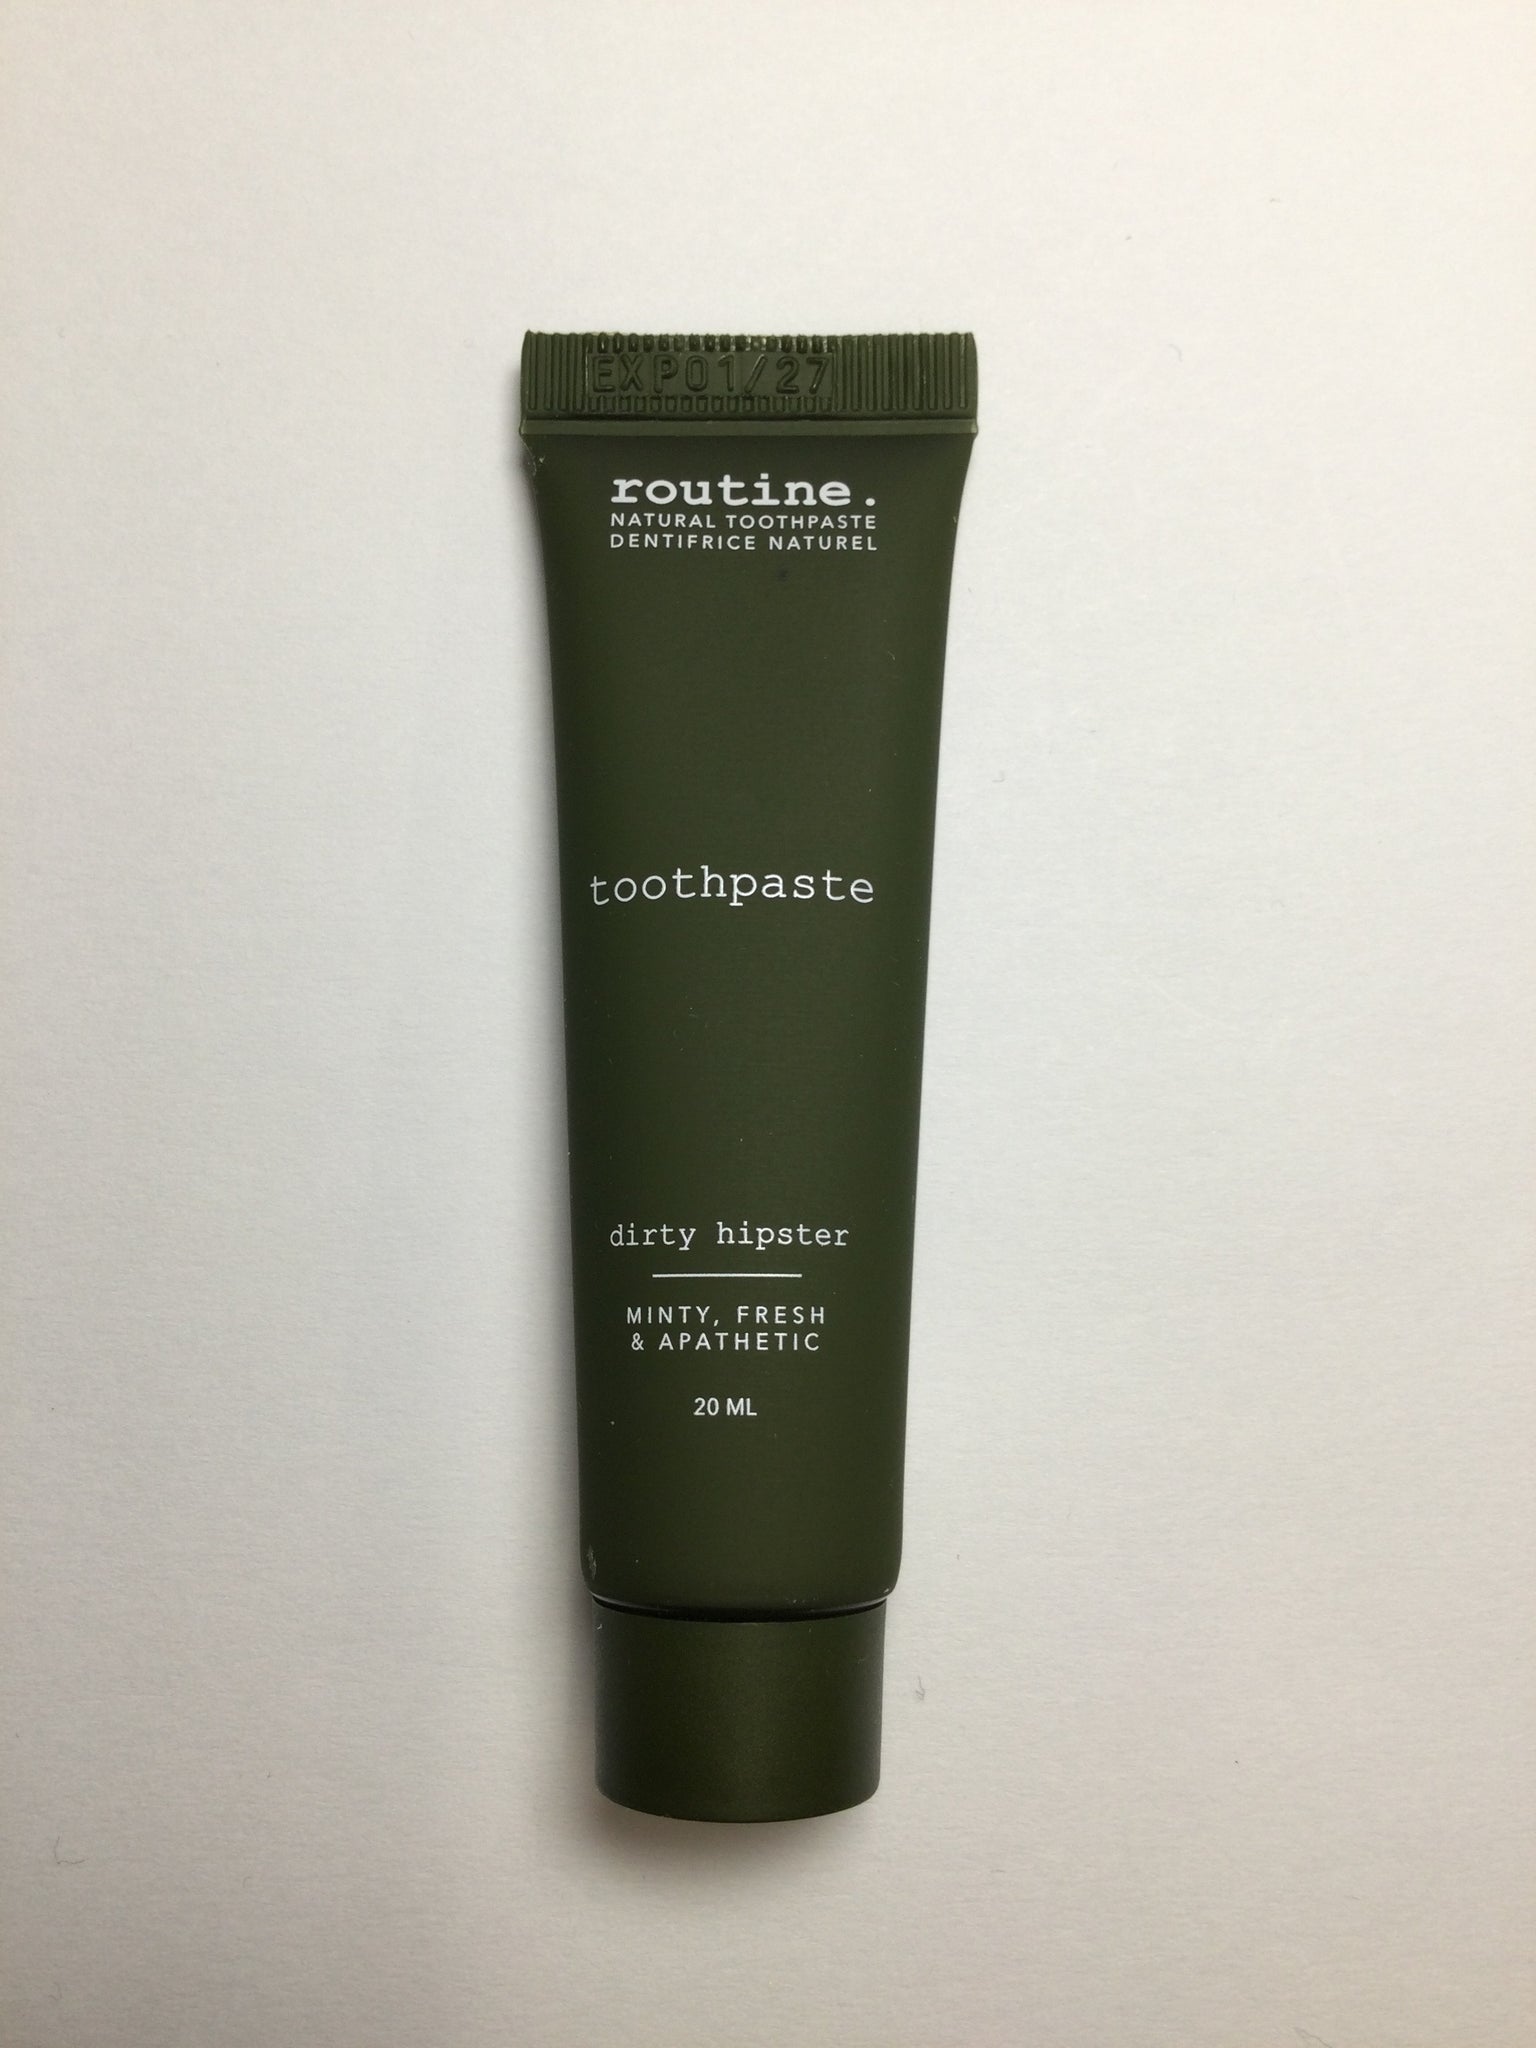 EXP01/27
routine.
NATURAL TOOTHPASTE
DENTIFRICE NATUREL
toothpaste
dirty hipster
MINTY, FRESH
& APATHETIC
20 ML